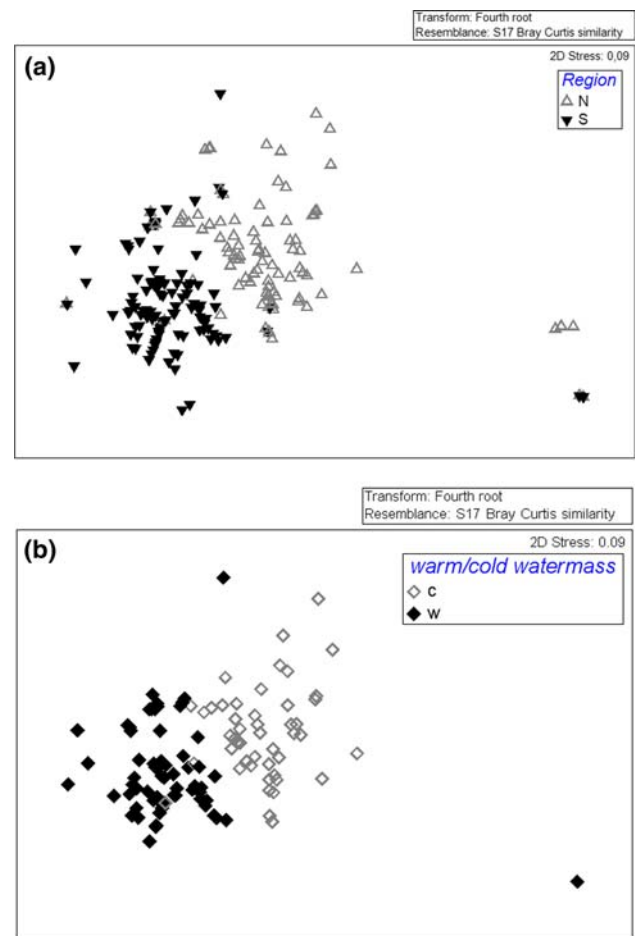 Transform: Fourth root
Resemblance: S17 Bray Curtis similarity
(a)
2D Stress: 0,09
Region
N
S
Transform: Fourth root
Resemblance: S17 Bray Curtis similarity
(b)
2D Stress: 0.09
warm/cold watermass
c
w